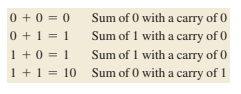 0 + 0 = 0 Sum of 0 with a carry of 0
0 + 1 = 1 Sum of 1 with a carry of 0
1 + 0 = 1 Sum of 1 with a carry of 0
1 + 1 = 10 Sum of 0 with a carry of 1